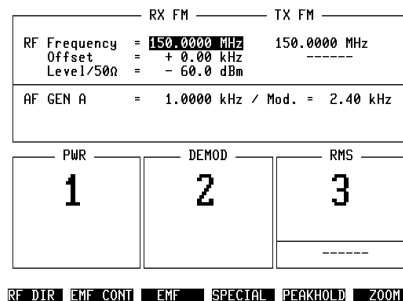 RX FM TX FM
RF Frequency = 150.0000 MHz 150.0000 MHz
Offset = + 0.00 kHz ------
Level/50Ω = - 60.0 dBm
AF GEN A = 1.0000 kHz / Mod. = 2.40 kHz
PWR DEMOD RMS
1 2 3
------
RF DIR EMF CONT EMF SPECIAL PEAKHOLD ZOOM